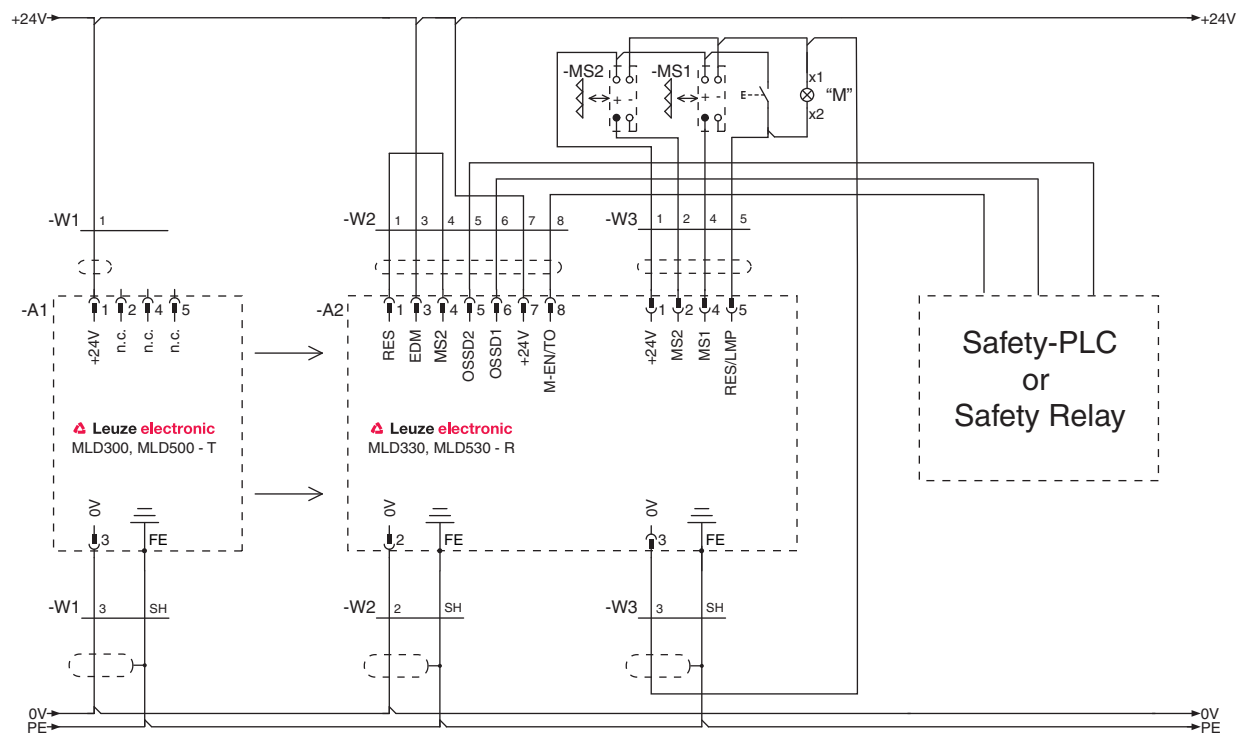 +24V +24V
-MS2 -MS1 x1 "M" x2
+ - + - E
-W1 1 -W2 1 3 4 5 6 7 8 -W3 1 2 4 5
-A1 1 2 4 5 -A2 1 3 4 5 6 7 8 1 2 4 5
+24V n.c. n.c. n.c. RES EDM MS2 OSSD2 OSSD1 +24V M-EN/TO +24V MS2 MS1 RES/LMP
Safety-PLC
or
Safety Relay
Leuze electronic
MLD300, MLD500 - T
Leuze electronic
MLD330, MLD530 - R
0V 0V 0V
3 FE 2 FE 3 FE
-W1 3 SH -W2 2 SH -W3 3 SH
0V 0V
PE PE